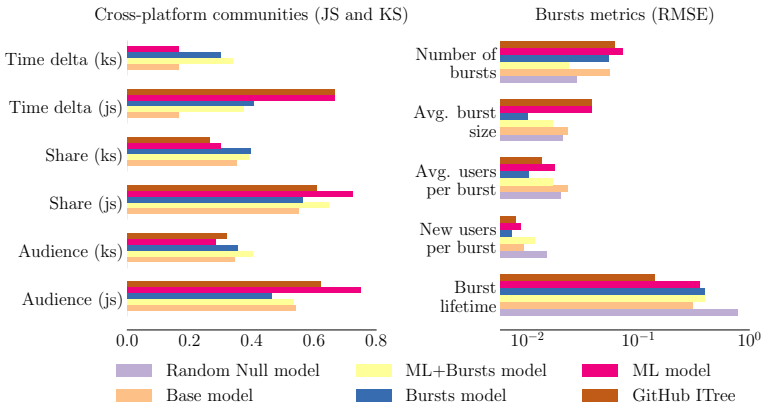 Cross-platform communities (JS and KS)
Time delta (ks)
Time delta (js)
Share (ks)
Share (js)
Audience (ks)
Audience (js)
0.0 0.2 0.4 0.6 0.8
Bursts metrics (RMSE)
Number of
bursts
Avg. burst
size
Avg. users
per burst
New users
per burst
Burst
lifetime
10⁻² 10⁻¹ 10⁰
Random Null model ML+Bursts model ML model
Base model Bursts model GitHub ITree